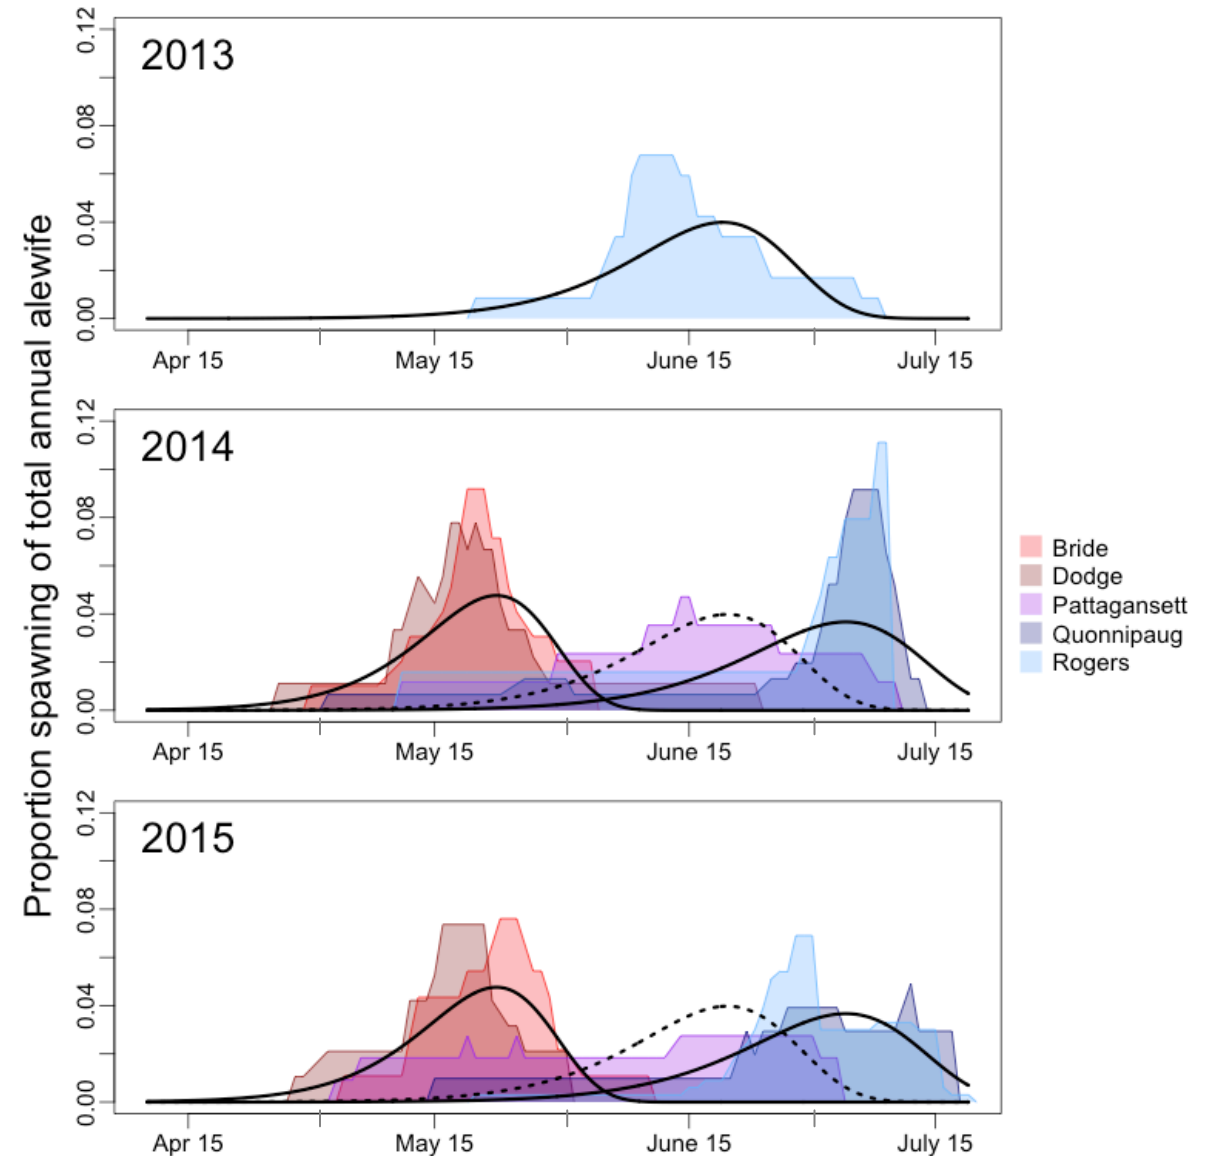 Proportion spawning of total annual alewife
2013
0.12
0.08
0.04
0.00
Apr 15 May 15 June 15 July 15
2014
0.12
0.08
0.04
0.00
Apr 15 May 15 June 15 July 15
Bride
Dodge
Pattagansett
Quonnipaug
Rogers
2015
0.12
0.08
0.04
0.00
Apr 15 May 15 June 15 July 15